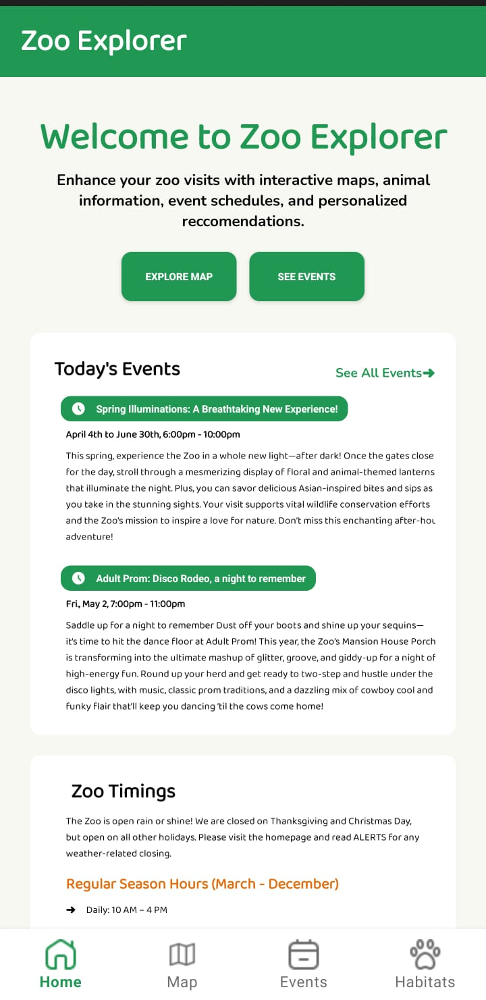 Zoo Explorer
Welcome to Zoo Explorer
Enhance your zoo visits with interactive maps, animal
information, event schedules, and personalized
reccomendations.
EXPLORE MAP
SEE EVENTS
Today's Events
See All Events➜
Spring Illuminations: A Breathtaking New Experience!
April 4th to June 30th, 6:00pm - 10:00pm
This spring, experience the Zoo in a whole new light—after dark! Once the gates close
for the day, stroll through a mesmerizing display of floral and animal-themed lanterns
that illuminate the night. Plus, you can savor delicious Asian-inspired bites and sips as
you take in the stunning sights. Your visit supports vital wildlife conservation efforts
and the Zoo's mission to inspire a love for nature. Don't miss this enchanting after-hou
adventure!
Adult Prom: Disco Rodeo, a night to remember
Fri., May 2, 7:00pm - 11:00pm
Saddle up for a night to remember Dust off your boots and shine up your sequins—
it's time to hit the dance floor at Adult Prom! This year, the Zoo's Mansion House Porch
is transforming into the ultimate mashup of glitter, groove, and giddy-up for a night of
high-energy fun. Round up your herd and get ready to two-step and hustle under the
disco lights, with music, classic prom traditions, and a dazzling mix of cowboy cool and
funky flair that'll keep you dancing 'til the cows come home!
Zoo Timings
The Zoo is open rain or shine! We are closed on Thanksgiving and Christmas Day,
but open on all other holidays. Please visit the homepage and read ALERTS for any
weather-related closing.
Regular Season Hours (March - December)
➜ Daily: 10 AM – 4 PM
Home
Map
Events
Habitats